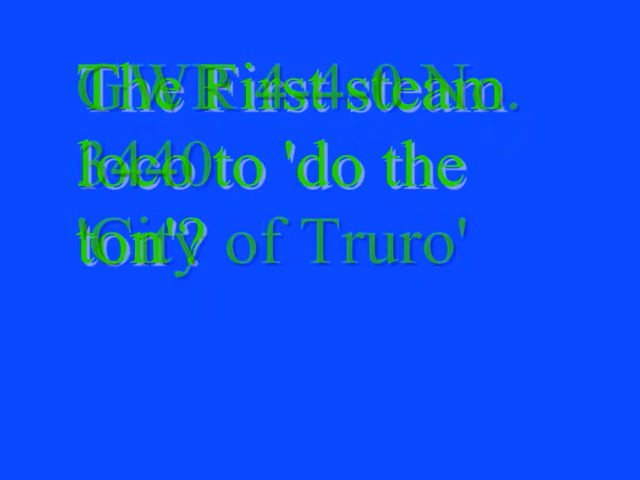 The First steam
loco to 'do the
ton'?
GWR 4-4-0 No.
3440
'City of Truro'